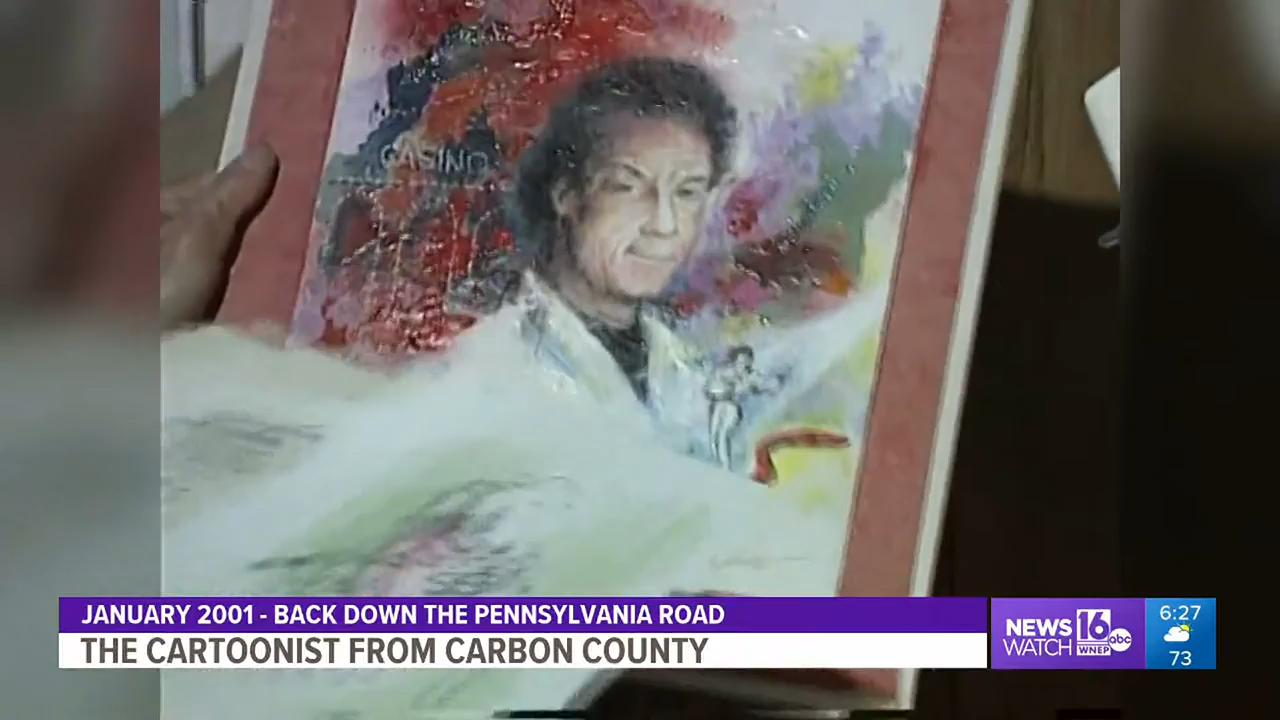 CASINO
JANUARY 2001 - BACK DOWN THE PENNSYLVANIA ROAD
THE CARTOONIST FROM CARBON COUNTY
NEWS
WATCH
16
WNEP
abc
6:27
73